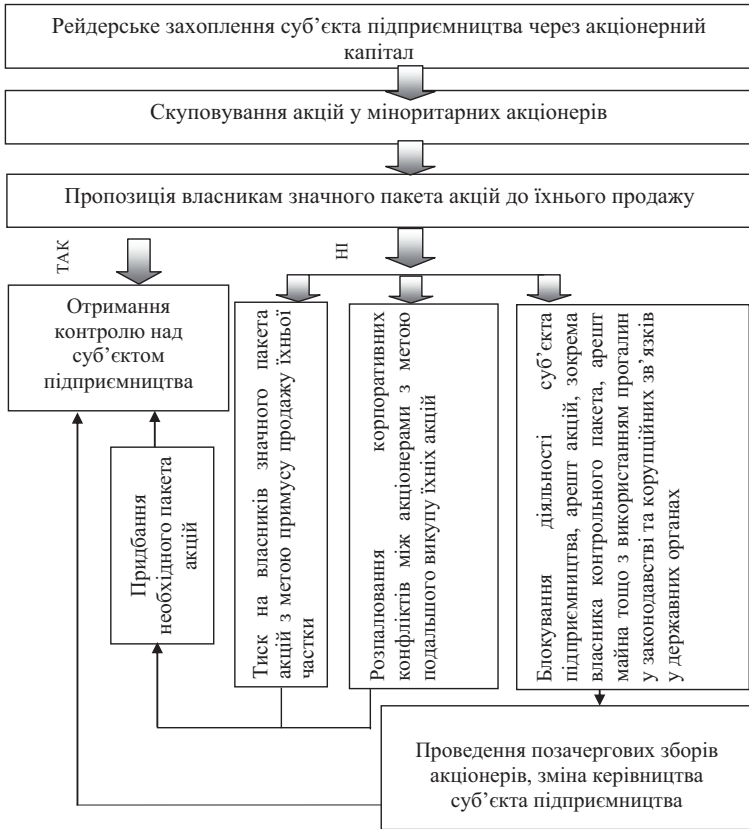 Рейдерське захоплення суб’єкта підприємництва через акціонерний
капітал
Скуповування акцій у міноритарних акціонерів
Пропозиція власникам значного пакета акцій до їхнього продажу
ТАК
НІ
Отримання
контролю над
суб’єктом
підприємництва
Придбання
необхідного пакета
акцій
Тиск на власників значного пакета
акцій з метою примусу продажу їхньої
частки
Розпалювання корпоративних
конфліктів між акціонерами з метою
подальшого викупу їхніх акцій
Блокування діяльності суб’єкта
підприємництва, арешт акцій, зокрема
власника контрольного пакета, арешт
майна тощо з використанням прогалин
у законодавстві та корупційних зв’язків
у державних органах
Проведення позачергових зборів
акціонерів, зміна керівництва
суб’єкта підприємництва